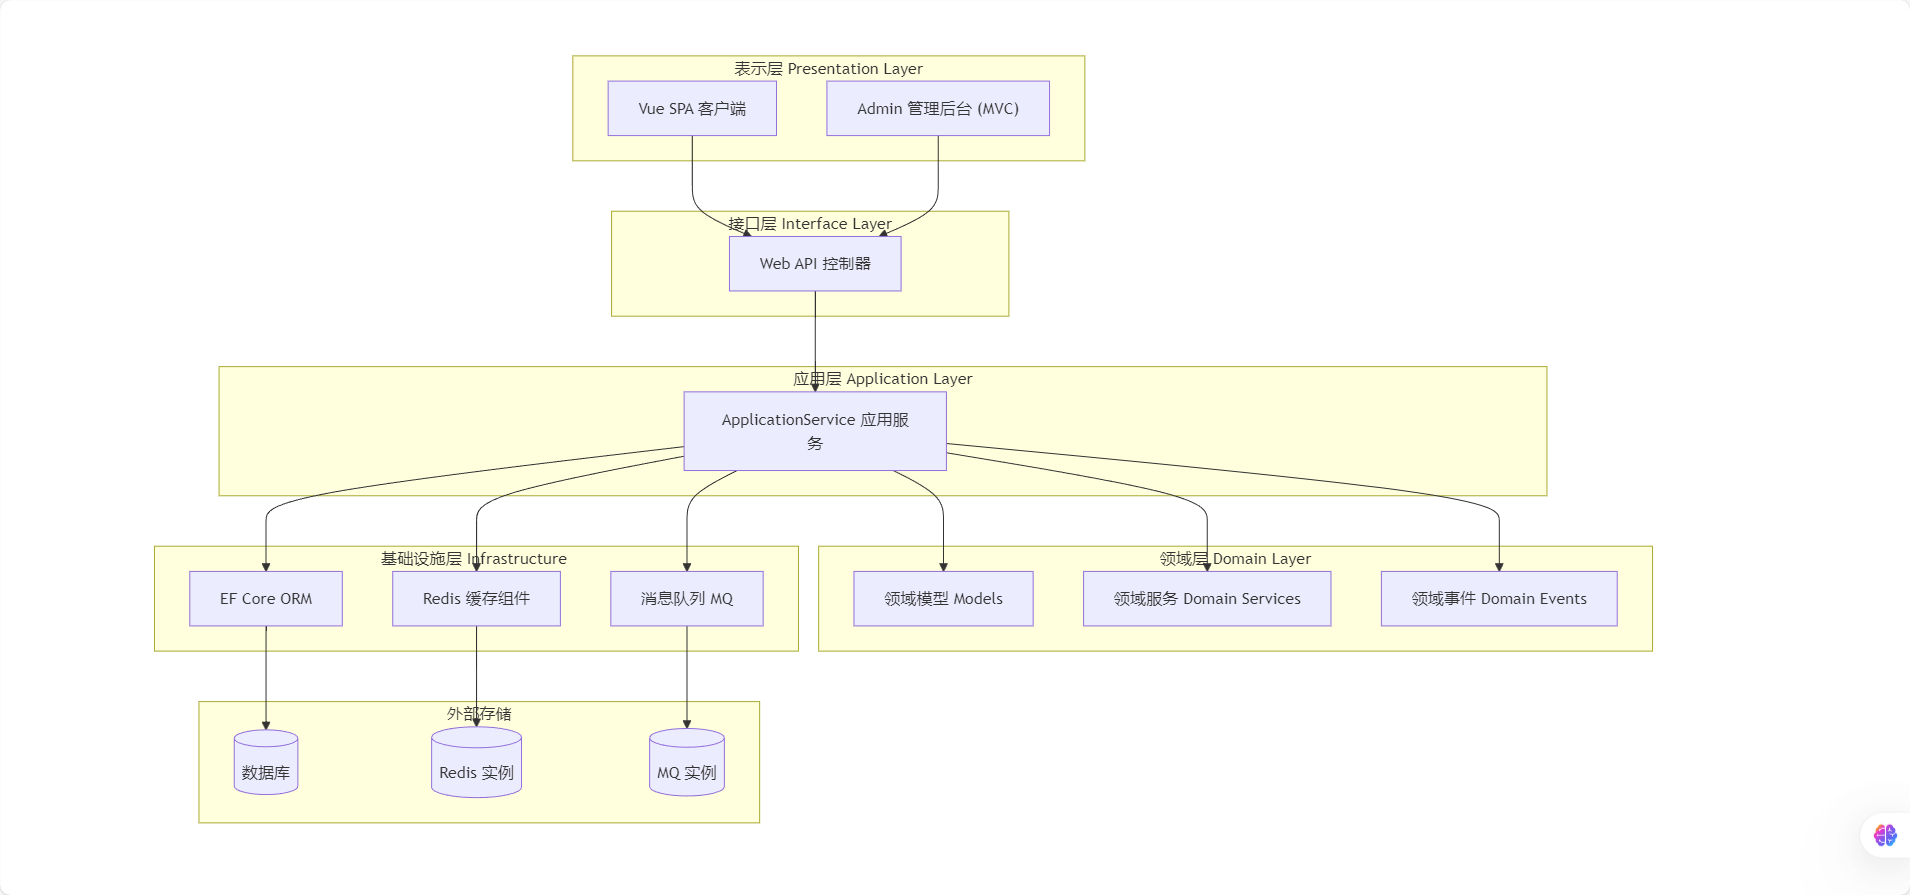 表示层 Presentation Layer
Vue SPA 客户端
Admin 管理后台 (MVC)
接口层 Interface Layer
Web API 控制器
应用层 Application Layer
ApplicationService 应用服
务
基础设施层 Infrastructure
EF Core ORM
Redis 缓存组件
消息队列 MQ
领域层 Domain Layer
领域模型 Models
领域服务 Domain Services
领域事件 Domain Events
外部存储
数据库
Redis 实例
MQ 实例